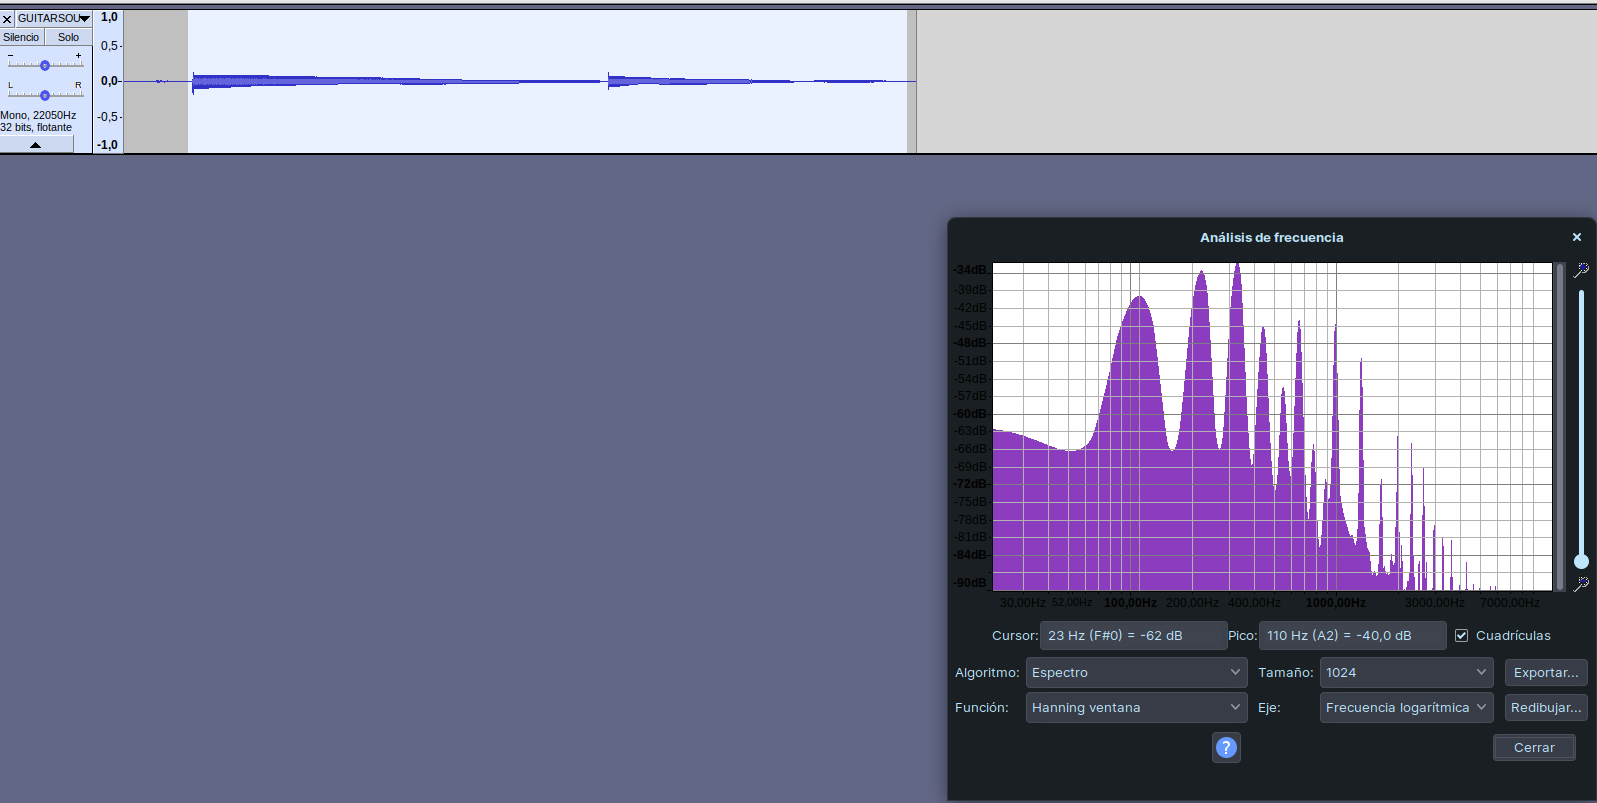 GUITARSOU
Silencio Solo
- +
L R
Mono, 22050Hz
32 bits, flotante
1,0
0,5
0,0
-0,5
-1,0
Análisis de frecuencia
-34dB
-39dB
-42dB
-45dB
-48dB
-51dB
-54dB
-57dB
-60dB
-63dB
-66dB
-69dB
-72dB
-75dB
-78dB
-81dB
-84dB
-90dB
30,00Hz 52,00Hz 100,00Hz 200,00Hz 400,00Hz 1000,00Hz 3000,00Hz 7000,00Hz
Cursor: 23 Hz (F#0) = -62 dB Pico: 110 Hz (A2) = -40,0 dB Cuadrículas
Algoritmo: Espectro Tamaño: 1024 Exportar...
Función: Hanning ventana Eje: Frecuencia logarítmica Redibujar...
?
Cerrar